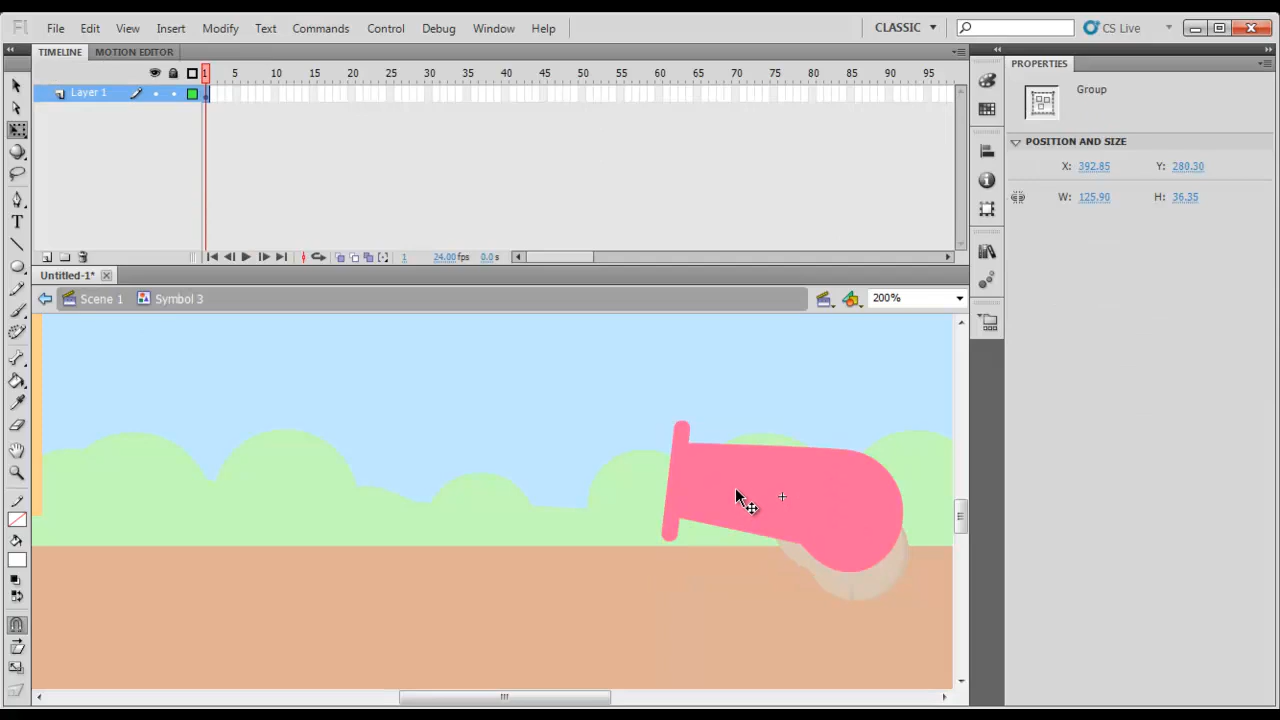 Fl File Edit View Insert Modify Text Commands Control Debug Window Help CLASSIC CS Live
TIMELINE MOTION EDITOR
1 5 10 15 20 25 30 35 40 45 50 55 60 65 70 75 80 85 90 95
Layer 1
1 24.00fps 0.0s
Untitled-1*
Scene 1 Symbol 3 200%
PROPERTIES
Group
POSITION AND SIZE
X: 392.85 Y: 280.30
W: 125.90 H: 36.35
T